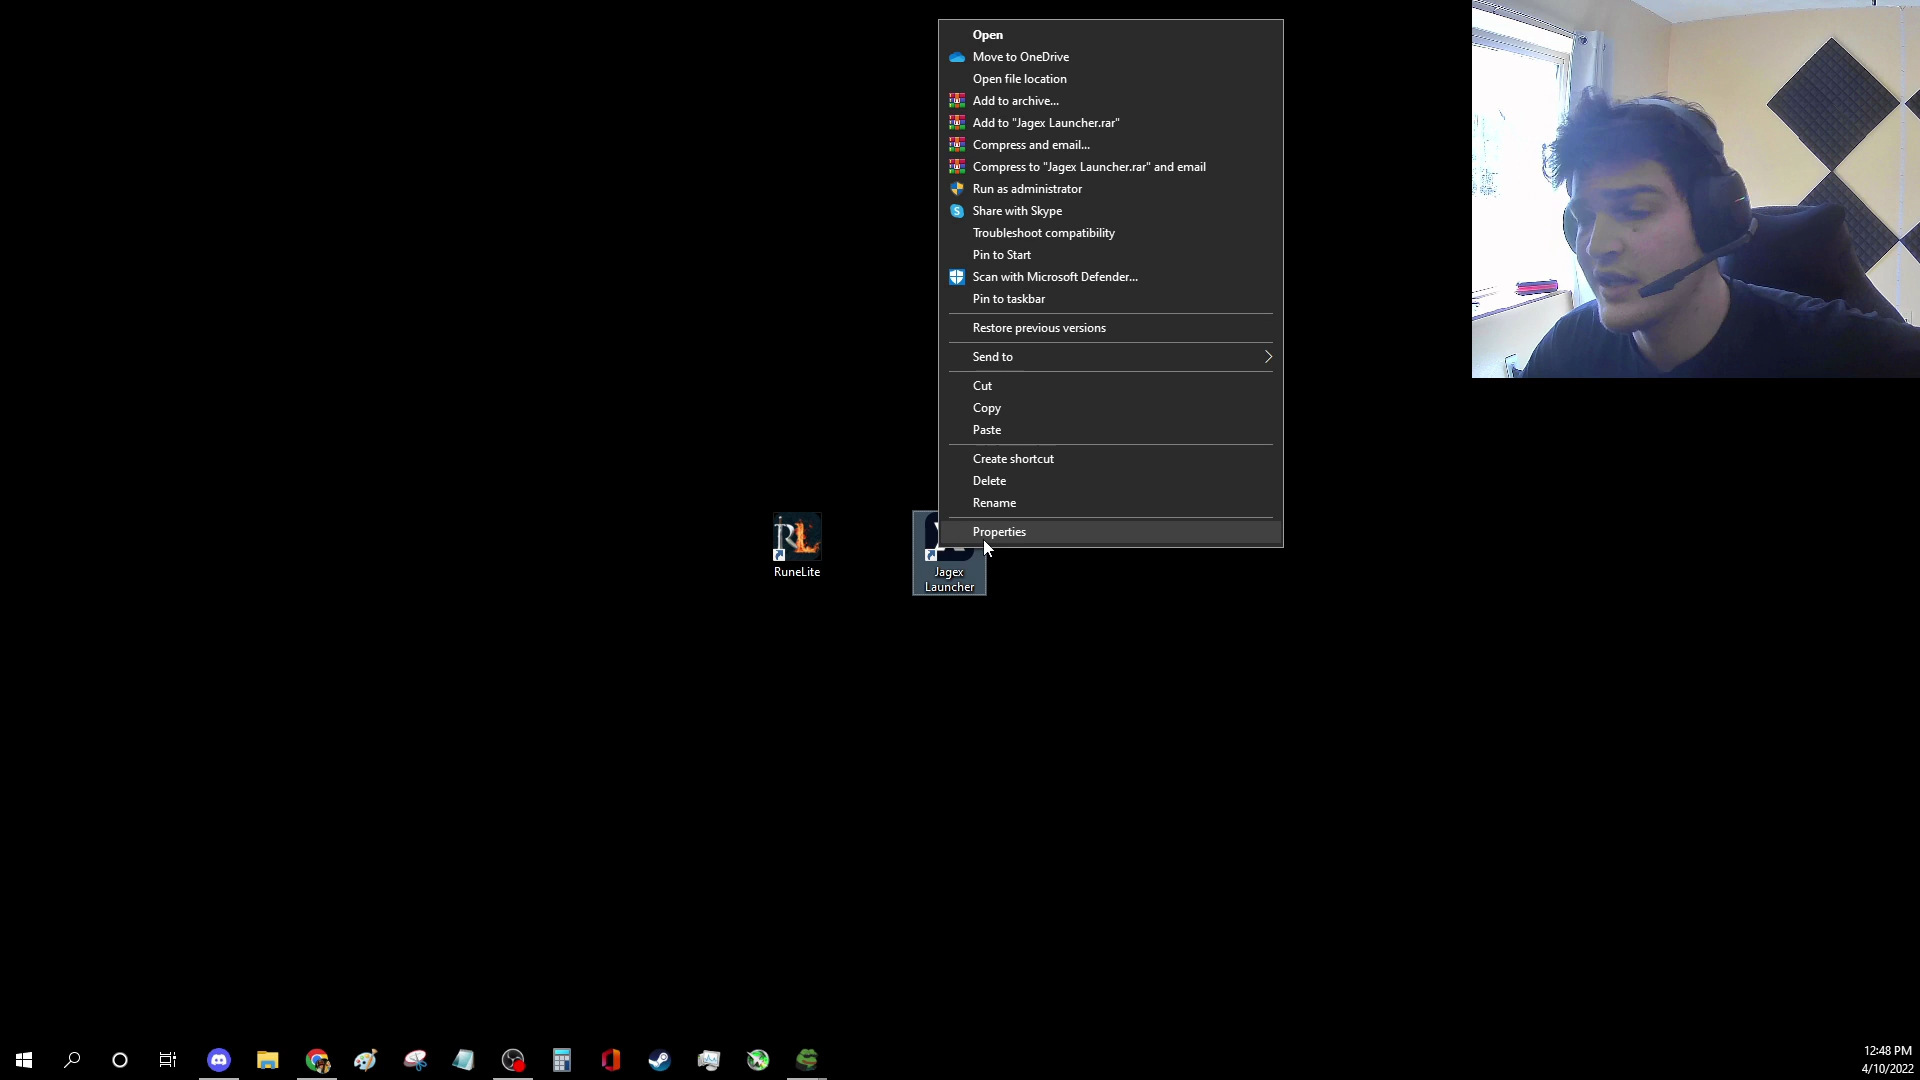 Open
Move to OneDrive
Open file location
Add to archive...
Add to "Jagex Launcher.rar"
Compress and email...
Compress to "Jagex Launcher.rar" and email
Run as administrator
Share with Skype
Troubleshoot compatibility
Pin to Start
Scan with Microsoft Defender...
Pin to taskbar
Restore previous versions
Send to
Cut
Copy
Paste
Create shortcut
Delete
Rename
Properties
RL
RuneLite
Jagex
Launcher
12:48 PM
4/10/2022